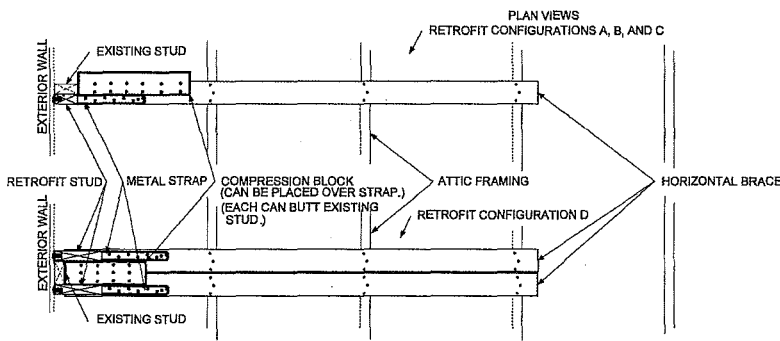 PLAN VIEWS
RETROFIT CONFIGURATIONS A, B, AND C
EXISTING STUD
EXTERIOR WALL
RETROFIT STUD
METAL STRAP
COMPRESSION BLOCK
(CAN BE PLACED OVER STRAP.)
(EACH CAN BUTT EXISTING
STUD.)
ATTIC FRAMING
HORIZONTAL BRACE
RETROFIT CONFIGURATION D
EXTERIOR WALL
EXISTING STUD